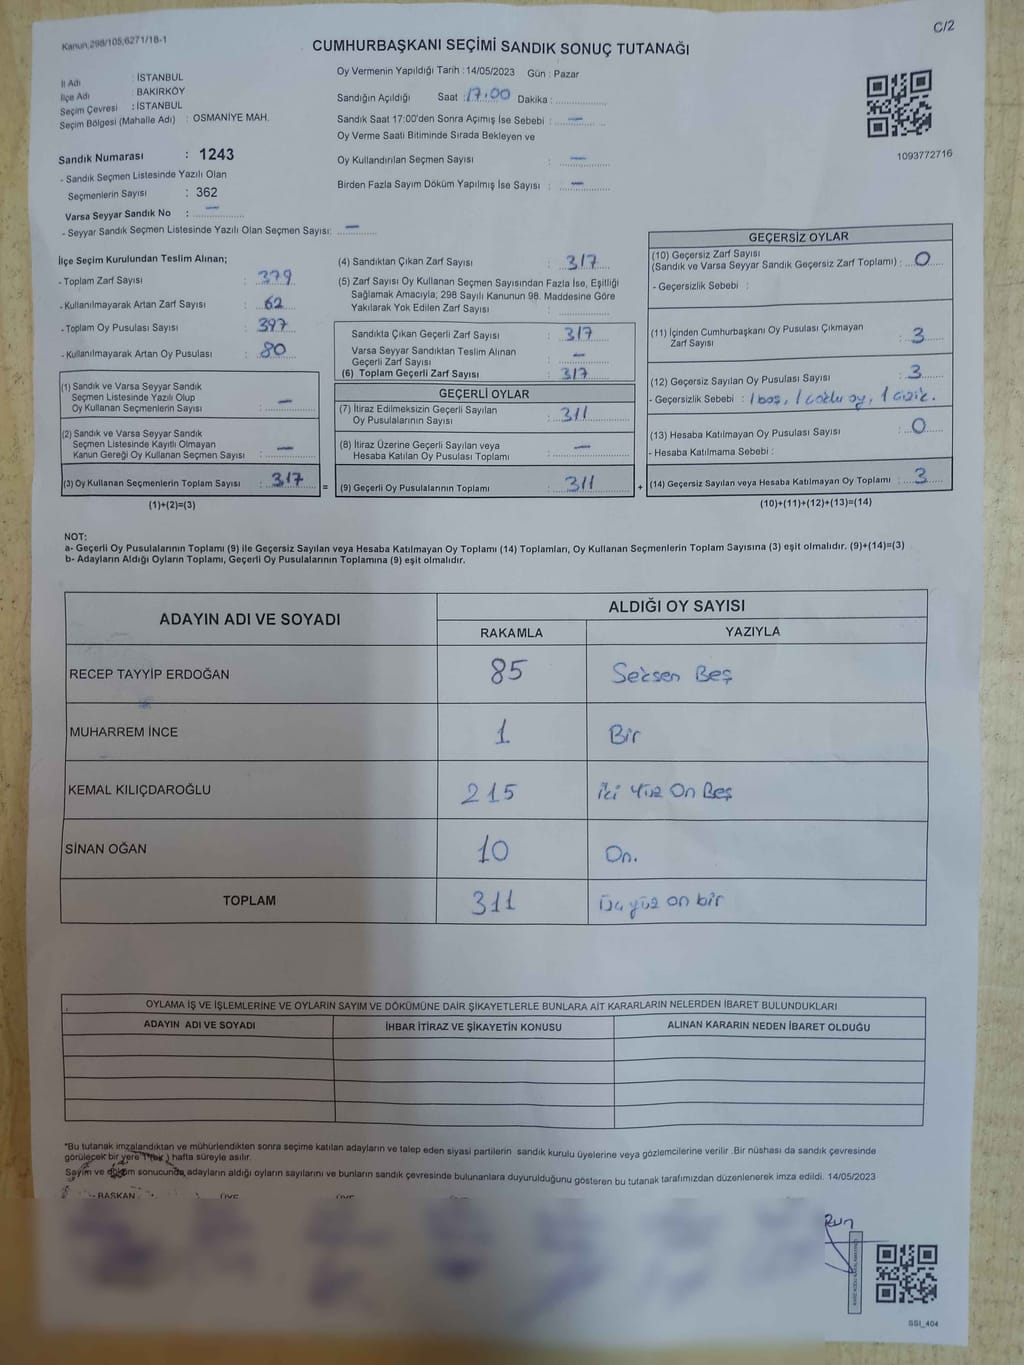 Kanun;298/105,6271/18-1
C/2
CUMHURBAŞKANI SEÇİMİ SANDIK SONUÇ TUTANAĞI
İl Adı : İSTANBUL
İlçe Adı : BAKIRKÖY
Seçim Çevresi : İSTANBUL
Seçim Bölgesi (Mahalle Adı) : OSMANİYE MAH.
Sandık Numarası : 1243
- Sandık Seçmen Listesinde Yazılı Olan
Seçmenlerin Sayısı : 362
Varsa Seyyar Sandık No : —
- Seyyar Sandık Seçmen Listesinde Yazılı Olan Seçmen Sayısı: —
Oy Vermenin Yapıldığı Tarih : 14/05/2023 Gün : Pazar
Sandığın Açıldığı Saat : 17.00 Dakika :
Sandık Saat 17:00'den Sonra Açımış İse Sebebi : —
Oy Verme Saati Bitiminde Sırada Bekleyen ve
Oy Kullandırılan Seçmen Sayısı : —
Birden Fazla Sayım Döküm Yapılmış İse Sayısı : —
1093772716
İlçe Seçim Kurulundan Teslim Alınan;
- Toplam Zarf Sayısı : 379
- Kullanılmayarak Artan Zarf Sayısı : 62
- Toplam Oy Pusulası Sayısı : 397
- Kullanılmayarak Artan Oy Pusulası : 80
(1) Sandık ve Varsa Seyyar Sandık
Seçmen Listesinde Yazılı Olup
Oy Kullanan Seçmenlerin Sayısı : —
(2) Sandık ve Varsa Seyyar Sandık
Seçmen Listesinde Kayıtlı Olmayan
Kanun Gereği Oy Kullanan Seçmen Sayısı : —
(3) Oy Kullanan Seçmenlerin Toplam Sayısı : 317 =
(1)+(2)=(3)
(4) Sandıktan Çıkan Zarf Sayısı : 317
(5) Zarf Sayısı Oy Kullanan Seçmen Sayısından Fazla İse, Eşitliği
Sağlamak Amacıyla; 298 Sayılı Kanunun 98. Maddesine Göre
Yakılarak Yok Edilen Zarf Sayısı :
Sandıkta Çıkan Geçerli Zarf Sayısı : 317
Varsa Seyyar Sandıktan Teslim Alınan
Geçerli Zarf Sayısı : —
(6) Toplam Geçerli Zarf Sayısı : 317
GEÇERLİ OYLAR
(7) İtiraz Edilmeksizin Geçerli Sayılan
Oy Pusulalarının Sayısı : 311
(8) İtiraz Üzerine Geçerli Sayılan veya
Hesaba Katılan Oy Pusulası Toplamı : —
(9) Geçerli Oy Pusulalarının Toplamı : 311 +
GEÇERSİZ OYLAR
(10) Geçersiz Zarf Sayısı
(Sandık ve Varsa Seyyar Sandık Geçersiz Zarf Toplamı) : 0
- Geçersizlik Sebebi :
(11) İçinden Cumhurbaşkanı Oy Pusulası Çıkmayan
Zarf Sayısı : 3
(12) Geçersiz Sayılan Oy Pusulası Sayısı : 3
- Geçersizlik Sebebi : 1 boş, 1 çoklu oy, 1 çizik.
(13) Hesaba Katılmayan Oy Pusulası Sayısı : 0
- Hesaba Katılmama Sebebi :
(14) Geçersiz Sayılan veya Hesaba Katılmayan Oy Toplamı : 3
(10)+(11)+(12)+(13)=(14)
NOT:
a- Geçerli Oy Pusulalarının Toplamı (9) ile Geçersiz Sayılan veya Hesaba Katılmayan Oy Toplamı (14) Toplamları, Oy Kullanan Seçmenlerin Toplam Sayısına (3) eşit olmalıdır. (9)+(14)=(3)
b- Adayların Aldığı Oyların Toplamı, Geçerli Oy Pusulalarının Toplamına (9) eşit olmalıdır.
ADAYIN ADI VE SOYADI
ALDIĞI OY SAYISI
RAKAMLA YAZIYLA
RECEP TAYYİP ERDOĞAN 85 Seksen Beş
MUHARREM İNCE 1 Bir
KEMAL KILIÇDAROĞLU 215 İki Yüz On Beş
SİNAN OĞAN 10 On.
TOPLAM 311 Üçyüz on bir
OYLAMA İŞ VE İŞLEMLERİNE VE OYLARIN SAYIM VE DÖKÜMÜNE DAİR ŞİKAYETLERLE BUNLARA AİT KARARLARIN NELERDEN İBARET BULUNDUKLARI
ADAYIN ADI VE SOYADI İHBAR İTİRAZ VE ŞİKAYETİN KONUSU ALINAN KARARIN NEDEN İBARET OLDUĞU
*Bu tutanak imzalandıktan ve mühürlendikten sonra seçime katılan adayların ve talep eden siyasi partilerin sandık kurulu üyelerine veya gözlemcilerine verilir .Bir nüshası da sandık çevresinde
görülecek bir yere 1 (bir ) hafta süreyle asılır.
Sayım ve döküm sonucunda adayların aldığı oyların sayılarını ve bunların sandık çevresinde bulunanlara duyurulduğunu gösteren bu tutanak tarafımızdan düzenlenerek imza edildi. 14/05/2023
BAŞKAN ÜYE ÜYE
SSI_404